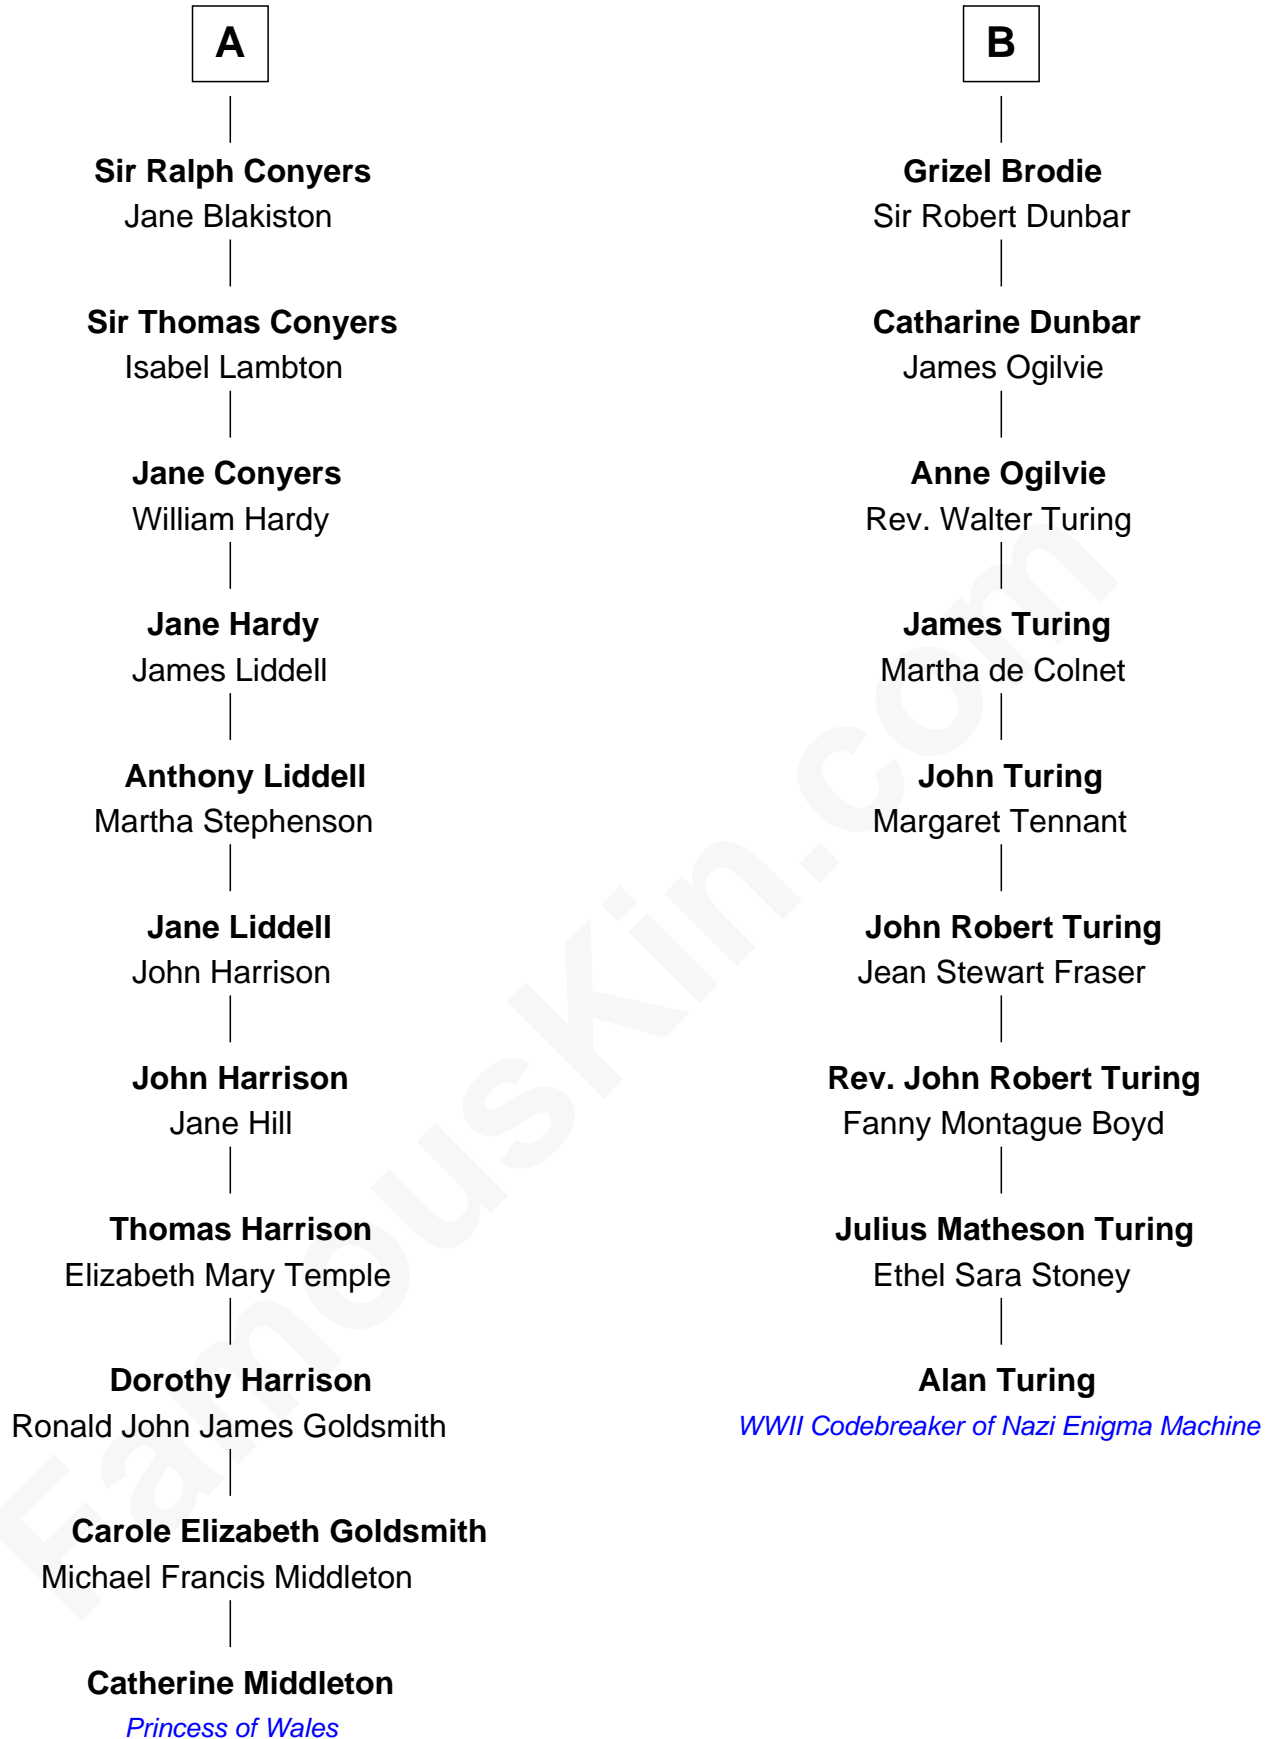 A
Sir Ralph Conyers
Jane Blakiston
Sir Thomas Conyers
Isabel Lambton
Jane Conyers
William Hardy
Jane Hardy
James Liddell
Anthony Liddell
Martha Stephenson
Jane Liddell
John Harrison
John Harrison
Jane Hill
Thomas Harrison
Elizabeth Mary Temple
Dorothy Harrison
Ronald John James Goldsmith
Carole Elizabeth Goldsmith
Michael Francis Middleton
Catherine Middleton
Princess of Wales
B
Grizel Brodie
Sir Robert Dunbar
Catharine Dunbar
James Ogilvie
Anne Ogilvie
Rev. Walter Turing
James Turing
Martha de Colnet
John Turing
Margaret Tennant
John Robert Turing
Jean Stewart Fraser
Rev. John Robert Turing
Fanny Montague Boyd
Julius Matheson Turing
Ethel Sara Stoney
Alan Turing
WWII Codebreaker of Nazi Enigma Machine
FamousKin.com